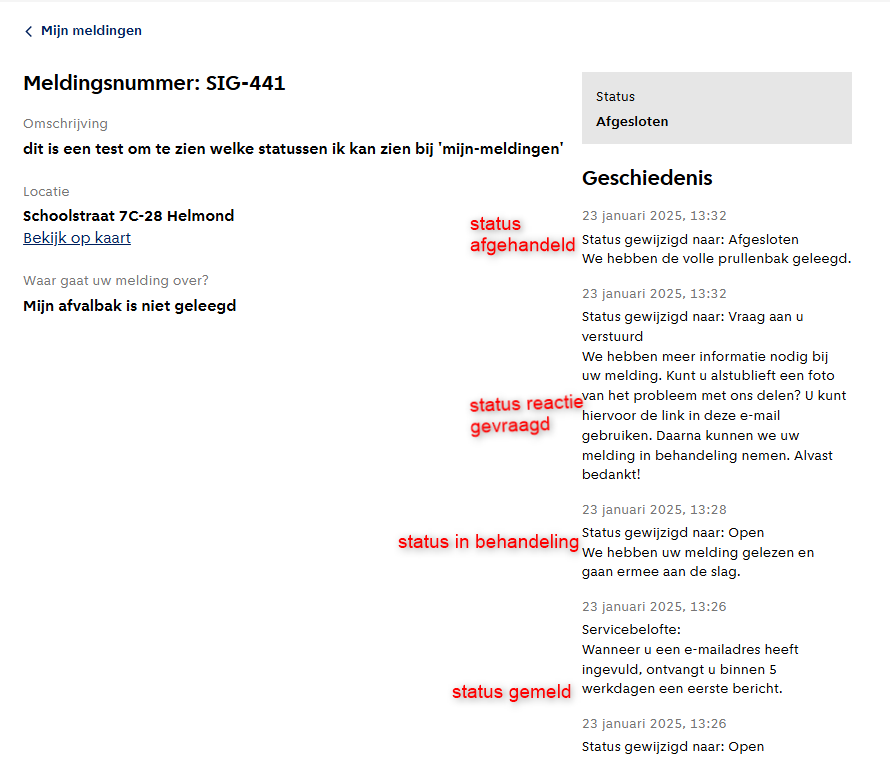 Mijn meldingen
Meldingsnummer: SIG-441
Omschrijving
dit is een test om te zien welke statussen ik kan zien bij 'mijn-meldingen'
Locatie
Schoolstraat 7C-28 Helmond
Bekijk op kaart
Waar gaat uw melding over?
Mijn afvalbak is niet geleegd
Status
Afgesloten
Geschiedenis
23 januari 2025, 13:32
status
afgehandeld
Status gewijzigd naar: Afgesloten
We hebben de volle prullenbak geleegd.
23 januari 2025, 13:32
Status gewijzigd naar: Vraag aan u
verstuurd
We hebben meer informatie nodig bij
uw melding. Kunt u alstublieft een foto
van het probleem met ons delen? U kunt
hiervoor de link in deze e-mail
gebruiken. Daarna kunnen we uw
melding in behandeling nemen. Alvast
bedankt!
status reactie
gevraagd
23 januari 2025, 13:28
Status gewijzigd naar: Open
We hebben uw melding gelezen en
gaan ermee aan de slag.
status in behandeling
23 januari 2025, 13:26
Servicebelofte:
Wanneer u een e-mailadres heeft
ingevuld, ontvangt u binnen 5
werkdagen een eerste bericht.
status gemeld
23 januari 2025, 13:26
Status gewijzigd naar: Open